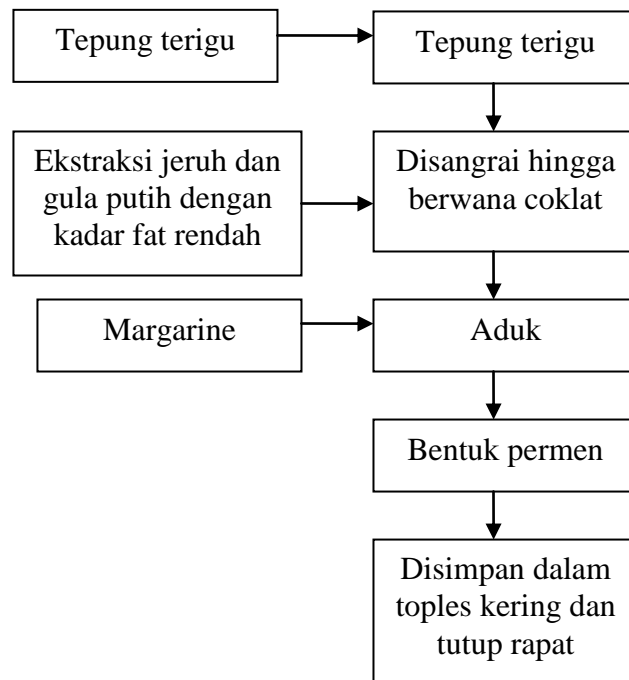 Tepung terigu
Tepung terigu
Ekstraksi jeruh dan
gula putih dengan
kadar fat rendah
Disangrai hingga
berwana coklat
Margarine
Aduk
Bentuk permen
Disimpan dalam
toples kering dan
tutup rapat